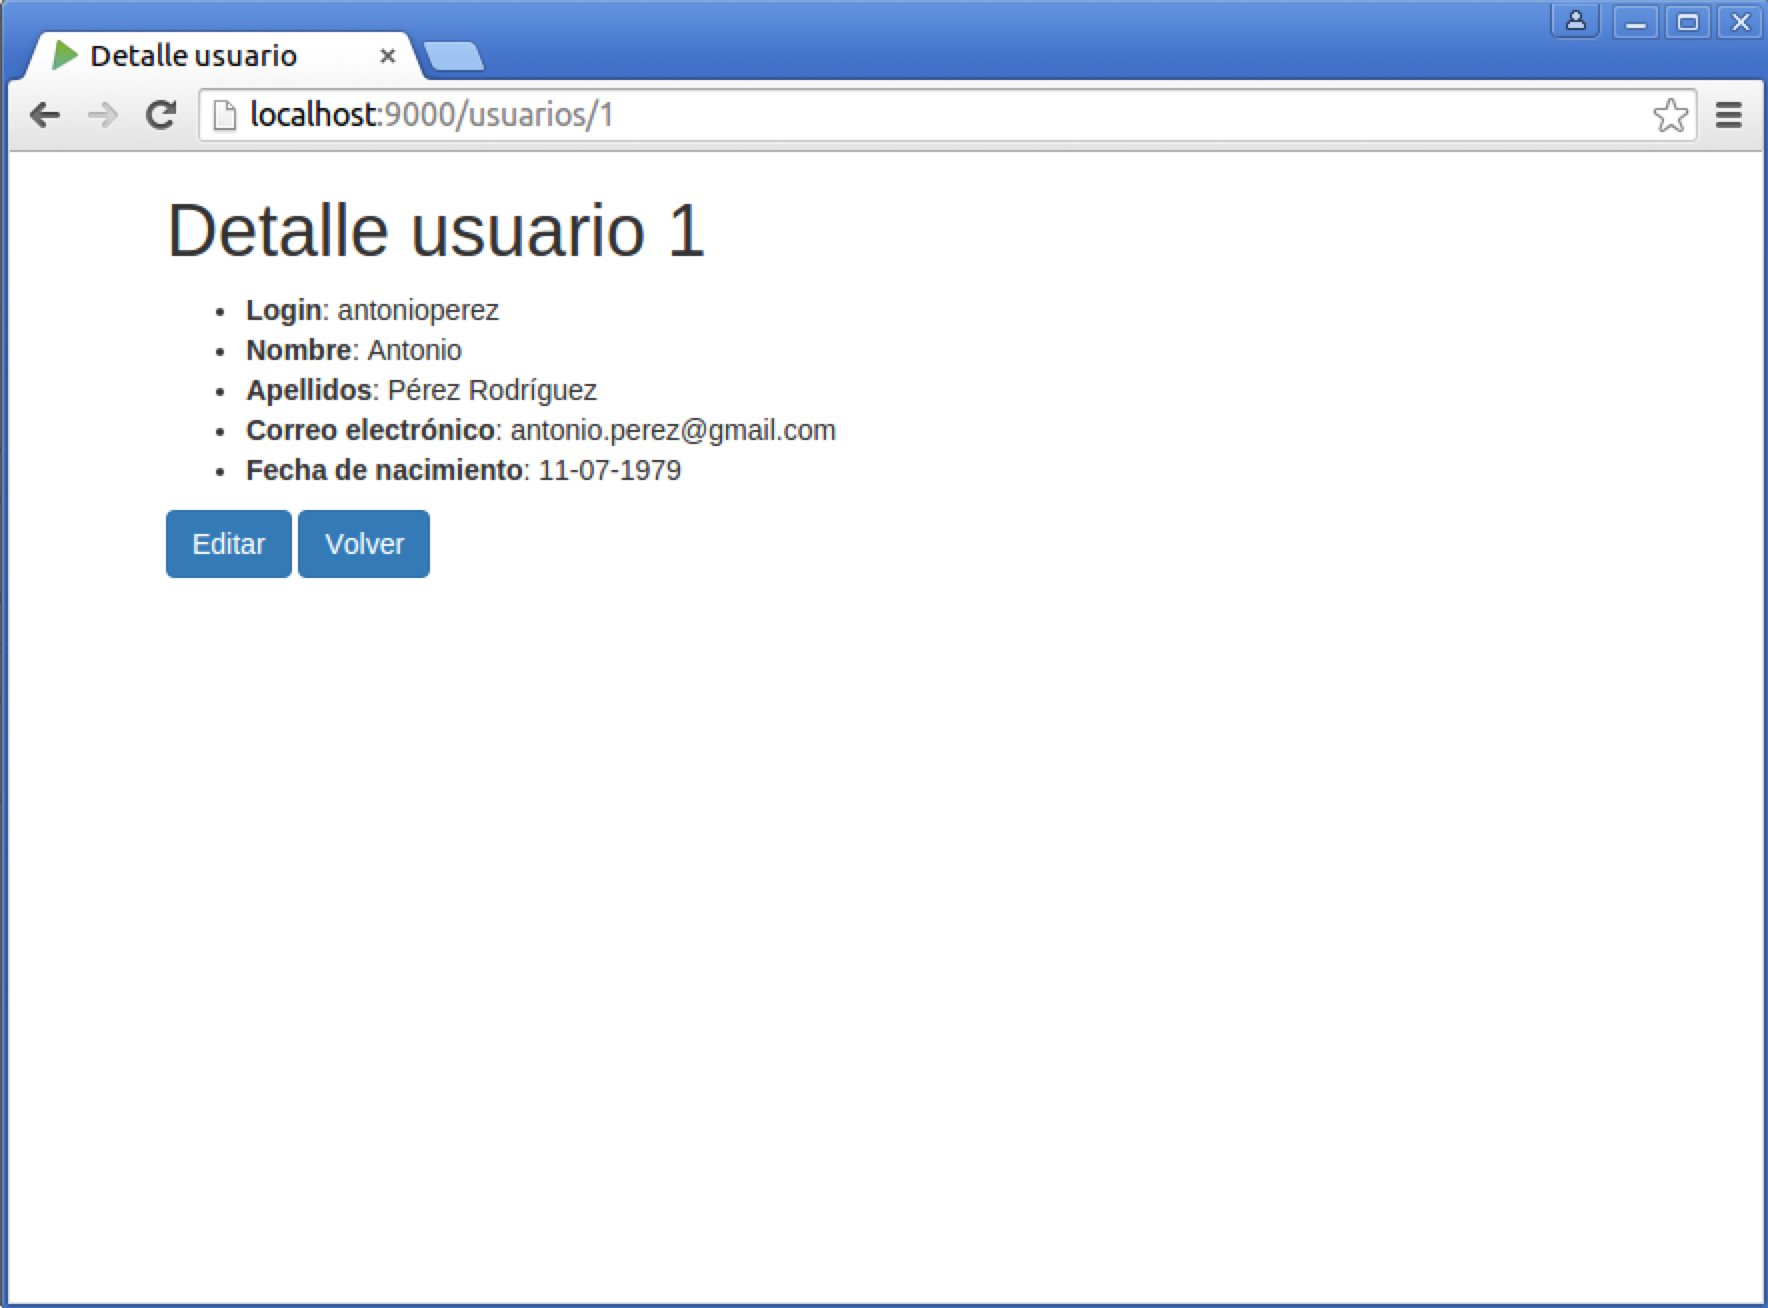 Detalle usuario
localhost:9000/usuarios/1
Detalle usuario 1
Login: antonioperez
Nombre: Antonio
Apellidos: Pérez Rodríguez
Correo electrónico: antonio.perez@gmail.com
Fecha de nacimiento: 11-07-1979
Editar Volver